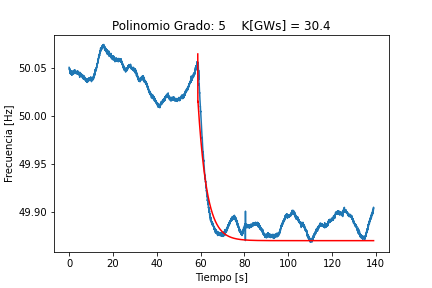 Polinomio Grado: 5    K[GWs] = 30.4
Frecuencia [Hz]
50.05
50.00
49.95
49.90
0 20 40 60 80 100 120 140
Tiempo [s]